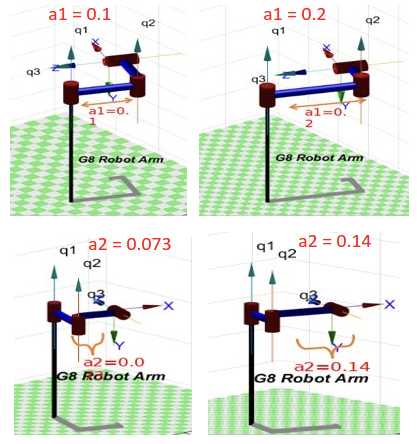 a1 = 0.1
q1
q2
X
Z
q3
Y
a1=0.
1
G8 Robot Arm
a1 = 0.2
q1
q2
X
Z
q3
Y
a1=0.
2
G8 Robot Arm
a2 = 0.073
q1
q2
q3
X
Y
a2=0.0
G8 Robot Arm
a2 = 0.14
q1
q2
q3
X
Y
a2=0.14
G8 Robot Arm